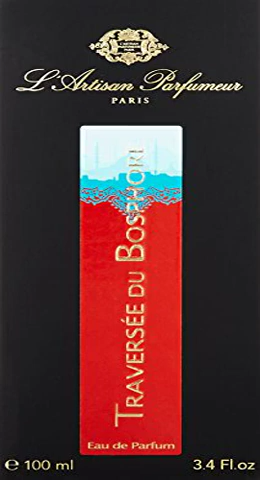 L'Artisan Parfumeur
PARIS
TRAVERSÉE DU BOSPHORE
Eau de Parfum
℮ 100 ml 3.4 Fl.oz